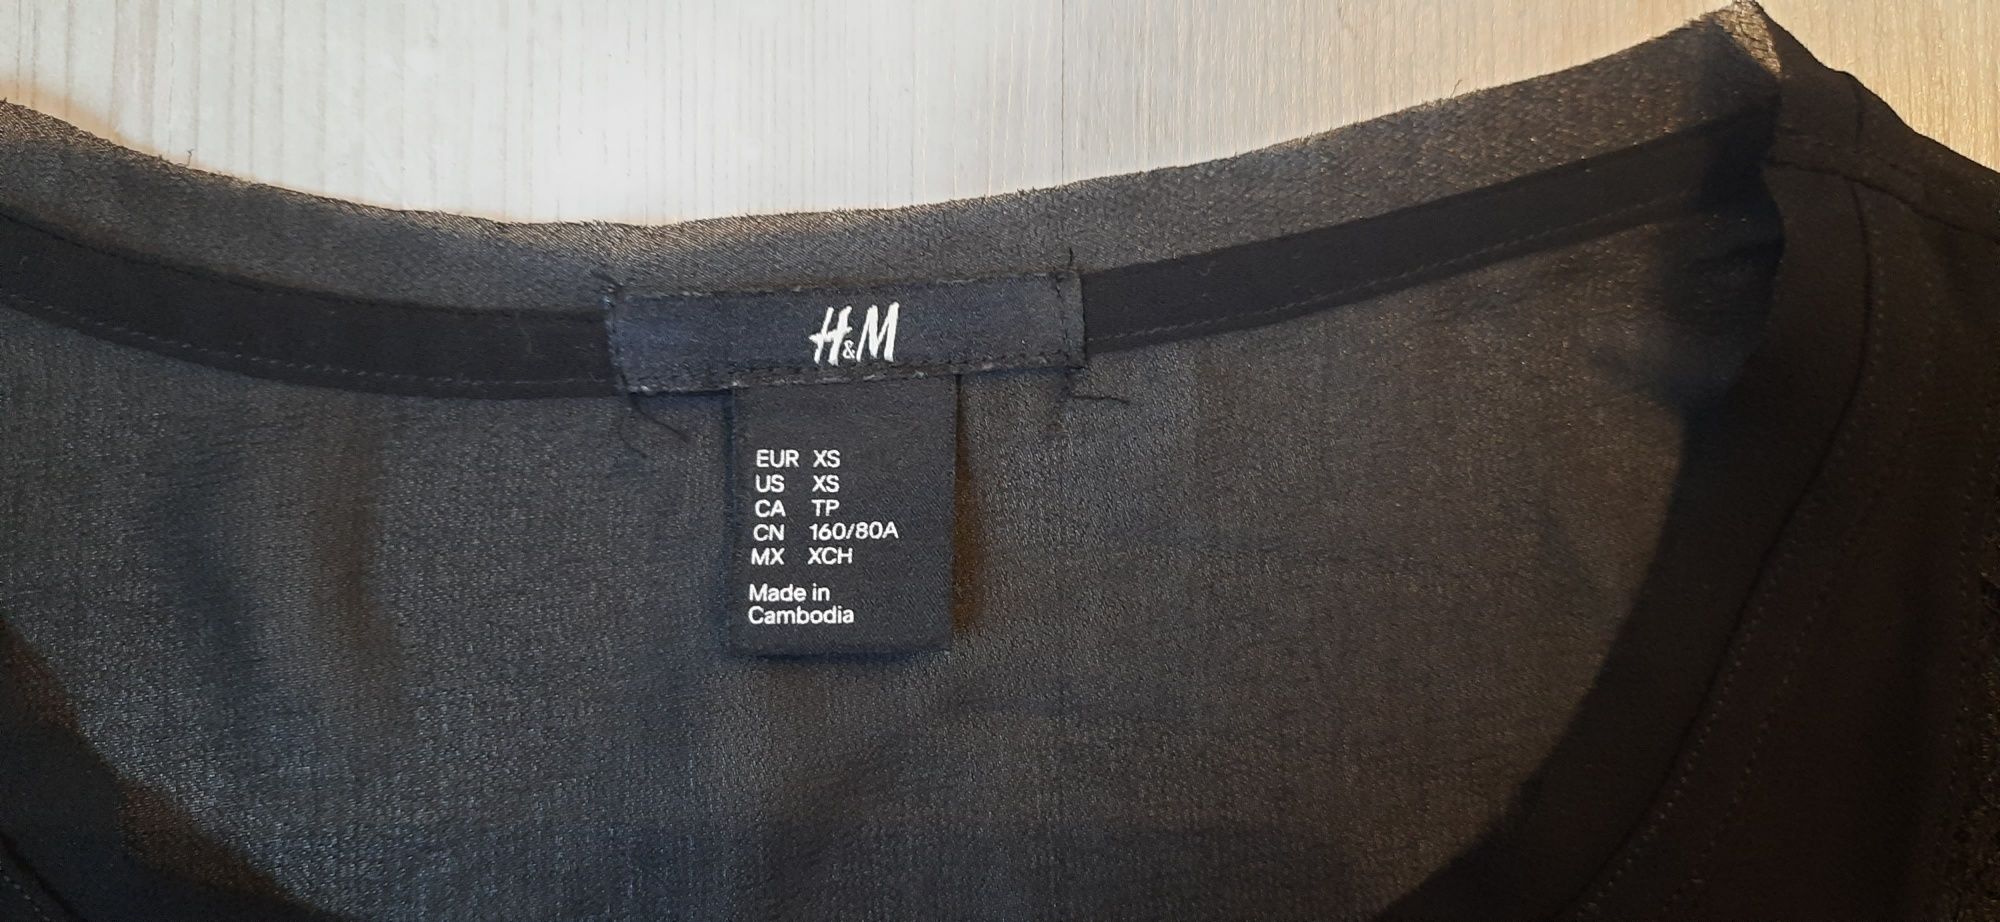 H&M
EUR XS
US XS
CA TP
CN 160/80A
MX XCH
Made in
Cambodia